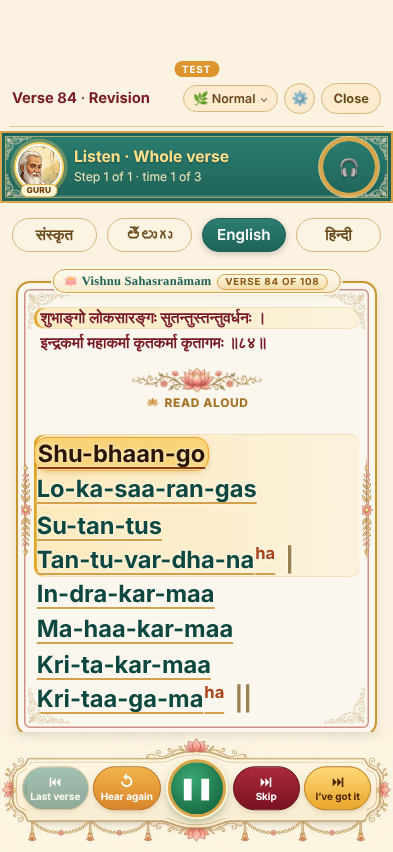 TEST
Verse 84 · Revision
🌿 Normal
⚙️
Close
Listen · Whole verse
Step 1 of 1 · time 1 of 3
GURU
संस्कृत
తెలుగు
English
हिन्दी
Vishnu Sahasranāmam
VERSE 84 OF 108
शुभाङ्गो लोकसारङ्गः सुतन्तुस्तन्तुवर्धनः ।
इन्द्रकर्मा महाकर्मा कृतकर्मा कृतागमः ॥८४॥
READ ALOUD
Shu-bhaan-go
Lo-ka-saa-ran-gas
Su-tan-tus
Tan-tu-var-dha-na ha |
In-dra-kar-maa
Ma-haa-kar-maa
Kri-ta-kar-maa
Kri-taa-ga-ma ha ||
Last verse
Hear again
Skip
I've got it